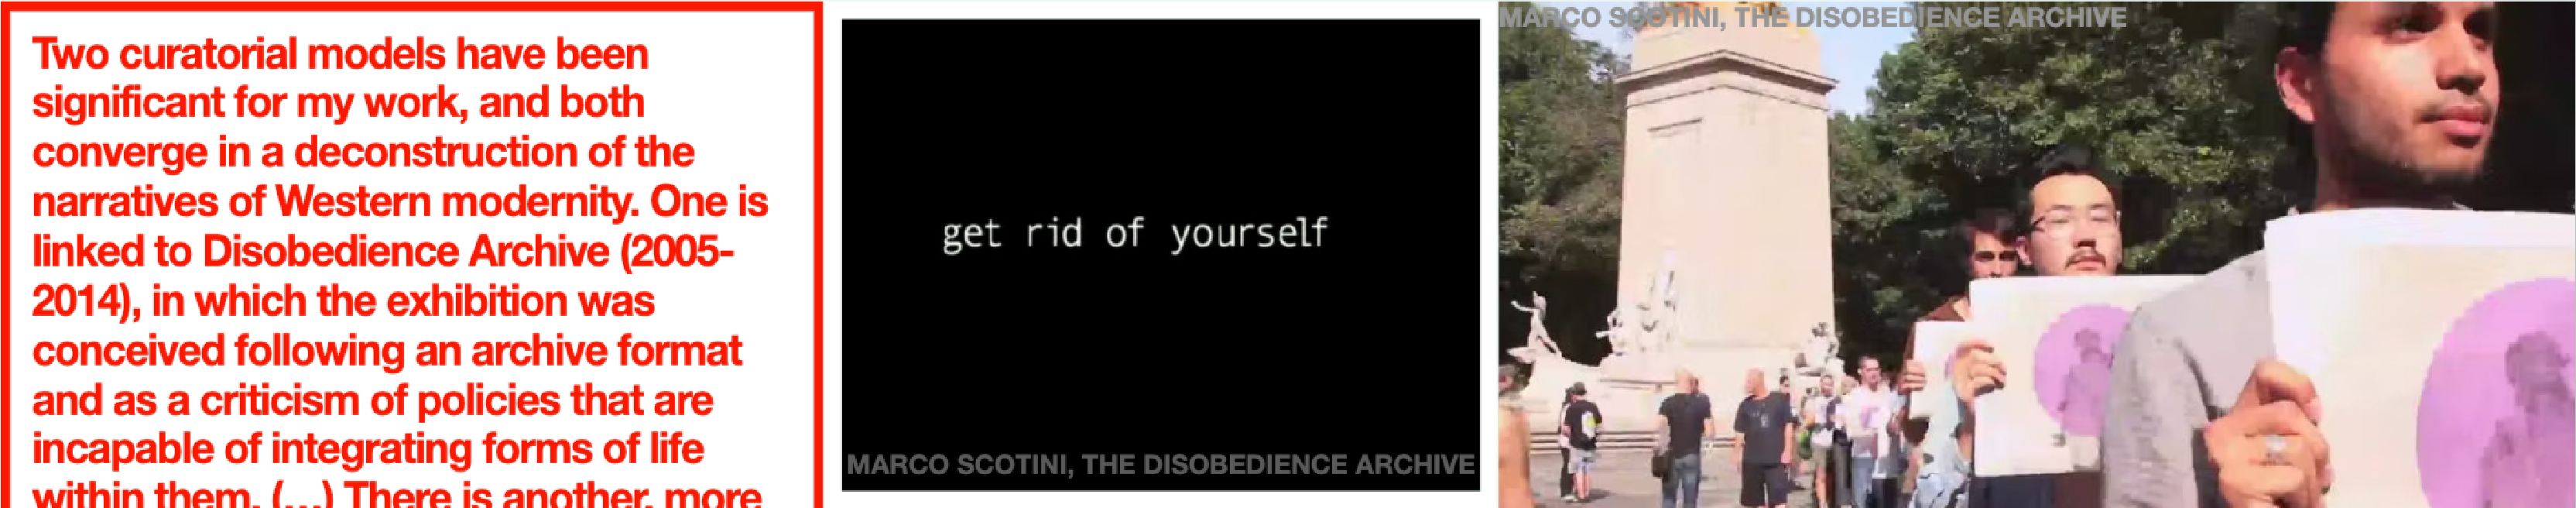 Two curatorial models have been
significant for my work, and both
converge in a deconstruction of the
narratives of Western modernity. One is
linked to Disobedience Archive (2005-
2014), in which the exhibition was
conceived following an archive format
and as a criticism of policies that are
incapable of integrating forms of life
within them. (…) There is another, more
get rid of yourself
MARCO SCOTINI, THE DISOBEDIENCE ARCHIVE
MARCO SCOTINI, THE DISOBEDIENCE ARCHIVE